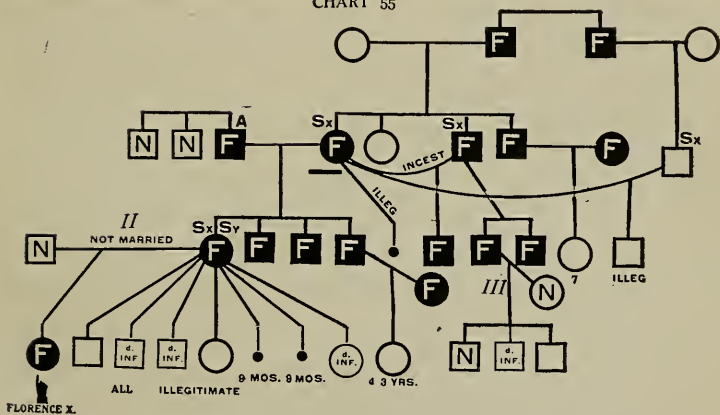 CHART 55
F F
A Sx Sx Sx
N N F F F F F
INCEST
ILLEG
II
NOT MARRIED
Sx Sy
N F F F F F F F
F
III N
7 ILLEG
F d. INF. d. INF. d. INF. N d. INF.
ALL ILLEGITIMATE 9 MOS. 9 MOS. 4 3 YRS.
FLORENCE X.